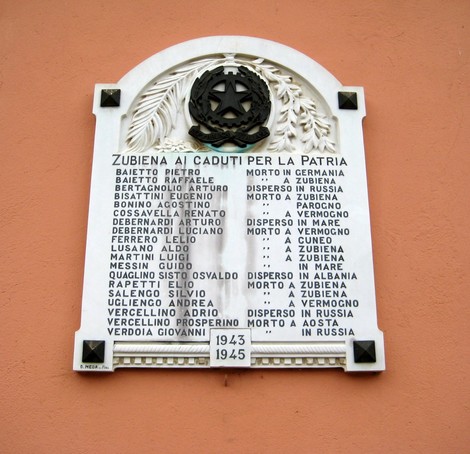 ZUBIENA AI CADUTI PER LA PATRIA
BAIETTO PIETRO MORTO IN GERMANIA
BAIETTO RAFFAELE " A ZUBIENA
BERTAGNOLIO ARTURO DISPERSO IN RUSSIA
BISATTINI EUGENIO MORTO A ZUBIENA
BONINO AGOSTINO " PAROGNO
COSSAVELLA RENATO " A VERMOGNO
DEBERNARDI ARTURO DISPERSO IN MARE
DEBERNARDI LUCIANO MORTO A VERMOGNO
FERRERO LELIO " A CUNEO
LUSANO ALDO " A ZUBIENA
MARTINI LUIGI " A ZUBIENA
MESSIN GUIDO " IN MARE
QUAGLINO SISTO OSVALDO DISPERSO IN ALBANIA
RAPETTI ELIO MORTO A ZUBIENA
SALENGO SILVIO " A ZUBIENA
UGLIENGO ANDREA " A VERMOGNO
VERCELLINO ADRIO DISPERSO IN RUSSIA
VERCELLINO PROSPERINO MORTO A AOSTA
VERDOIA GIOVANNI " IN RUSSIA
1943
1945